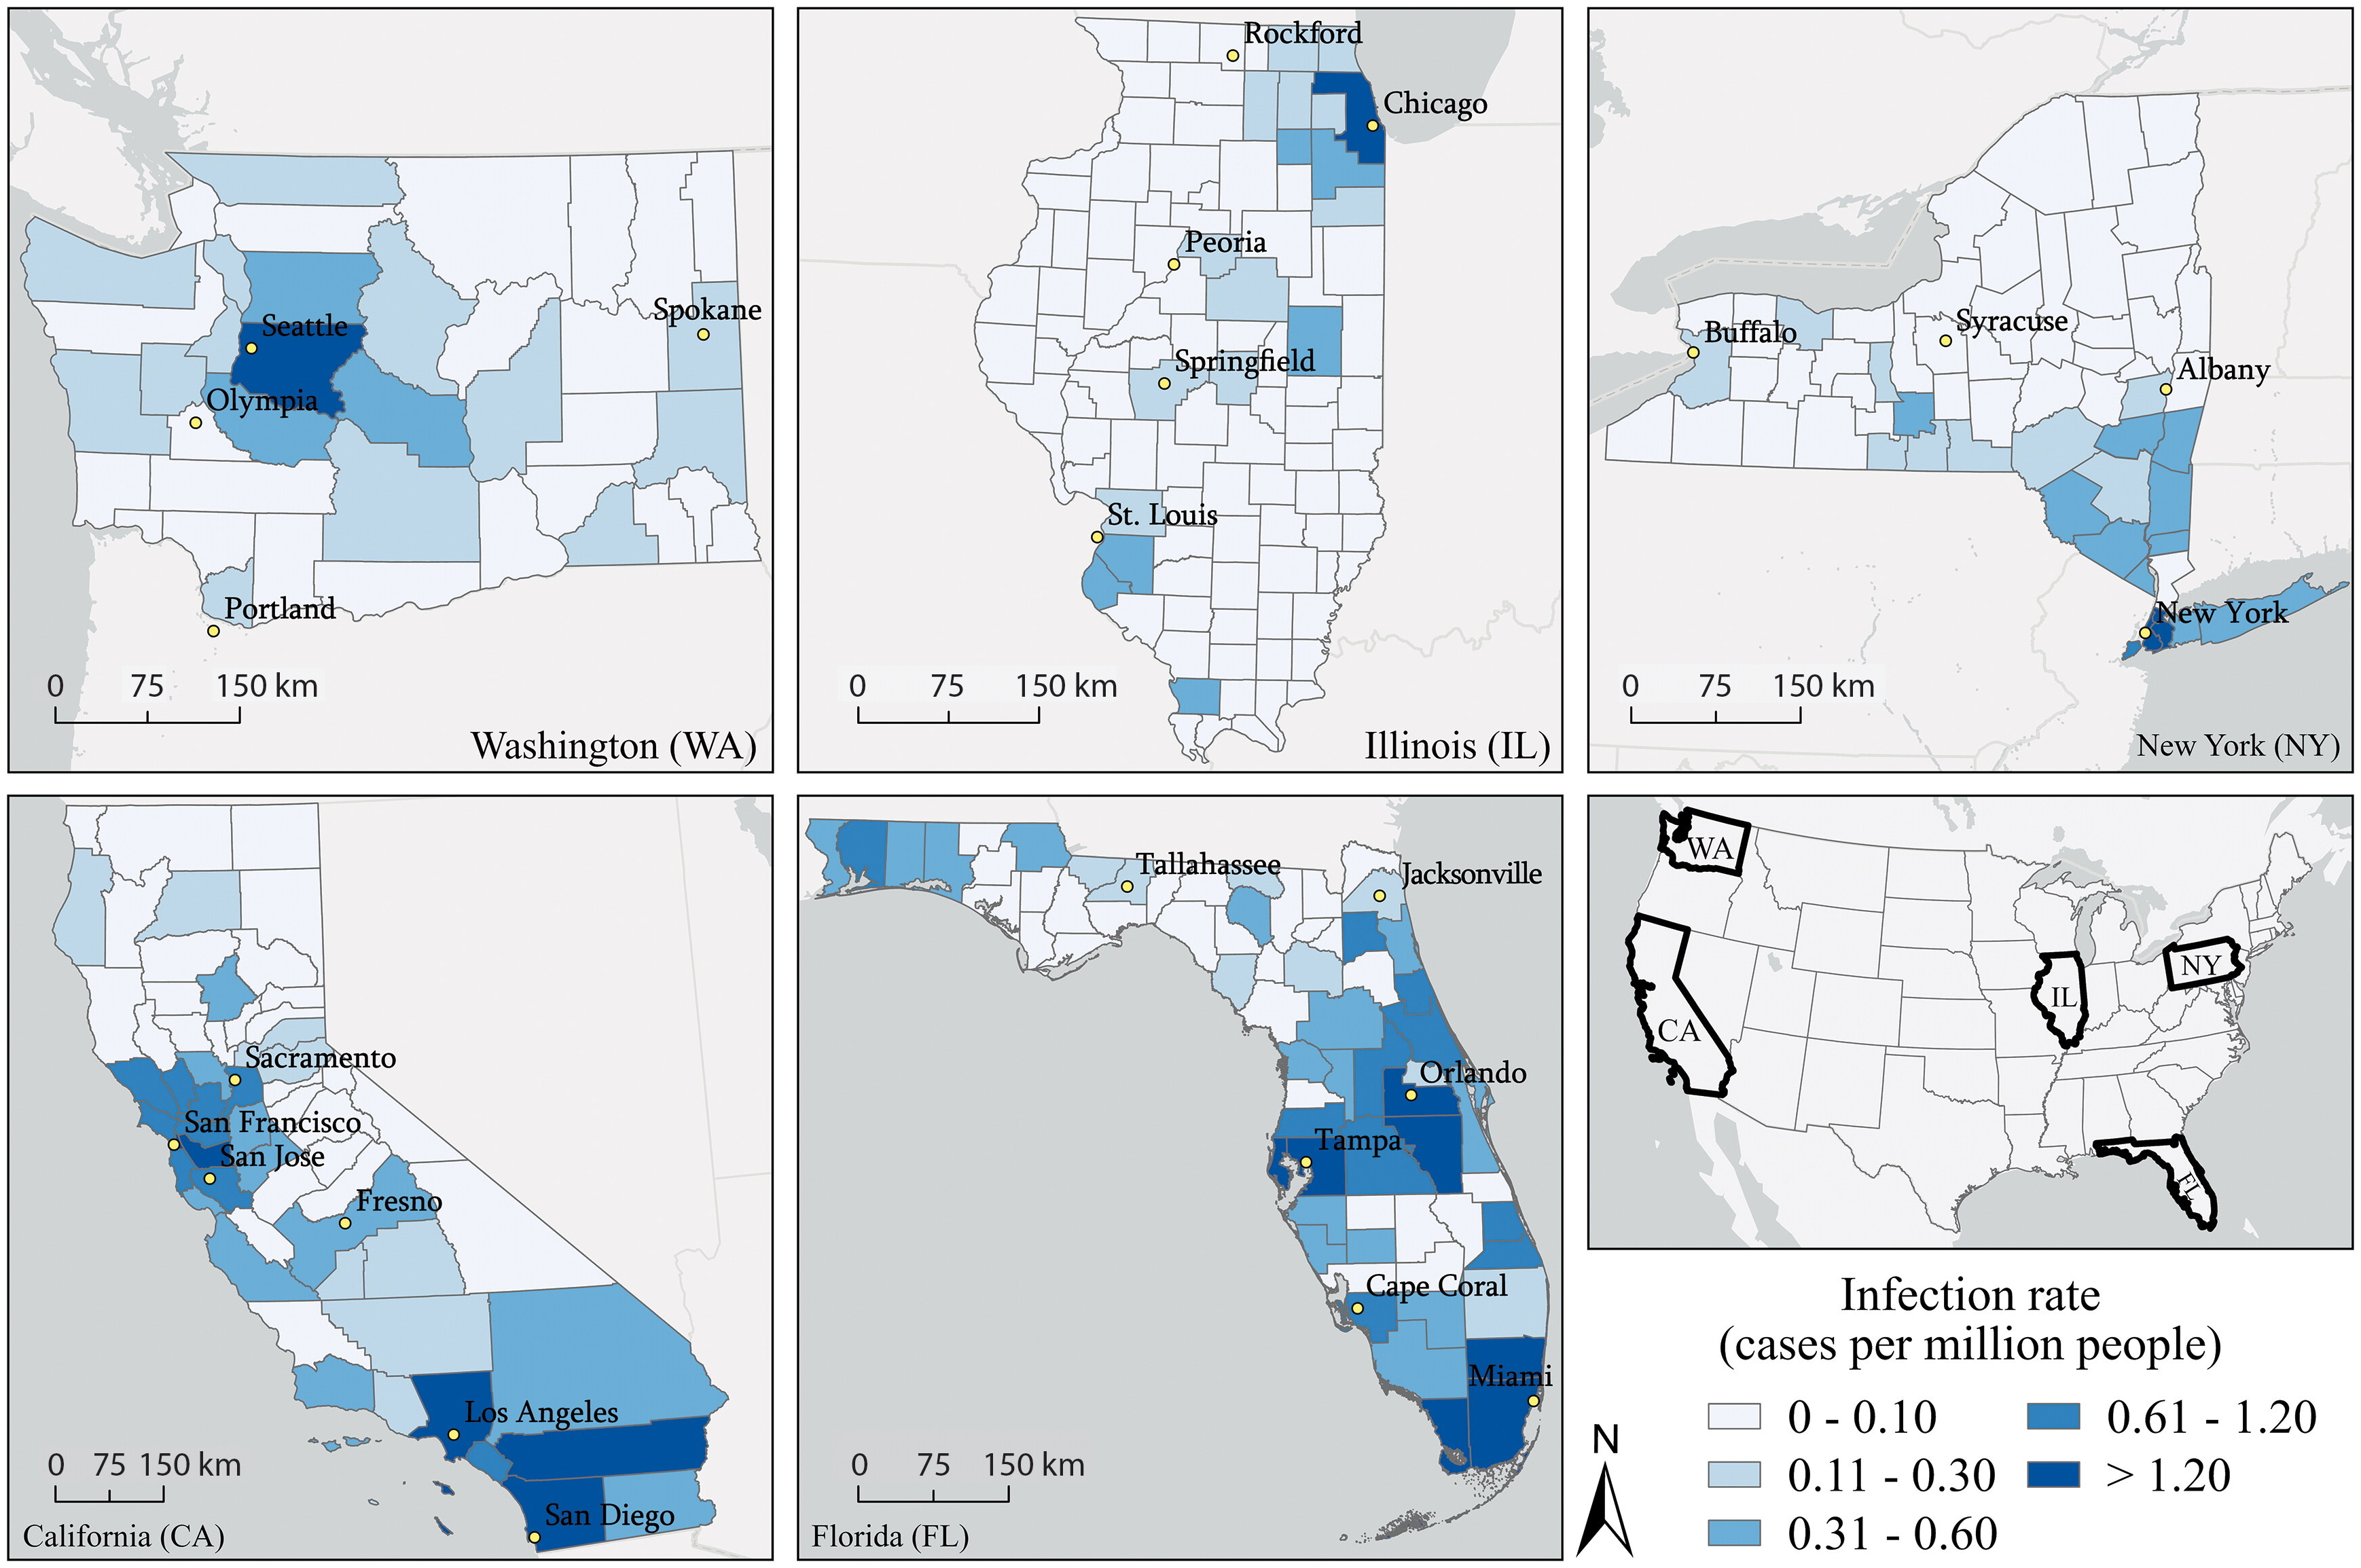 Seattle
Spokane
Olympia
Portland
0 75 150 km
Washington (WA)
Rockford
Chicago
Peoria
Springfield
St. Louis
0 75 150 km
Illinois (IL)
Buffalo
Syracuse
Albany
New York
0 75 150 km
New York (NY)
Sacramento
San Francisco
San Jose
Fresno
Los Angeles
San Diego
0 75 150 km
California (CA)
Tallahassee
Jacksonville
Orlando
Tampa
Cape Coral
Miami
0 75 150 km
Florida (FL)
WA
NY
IL
CA
FL
Infection rate
(cases per million people)
N
0 - 0.10
0.11 - 0.30
0.31 - 0.60
0.61 - 1.20
> 1.20